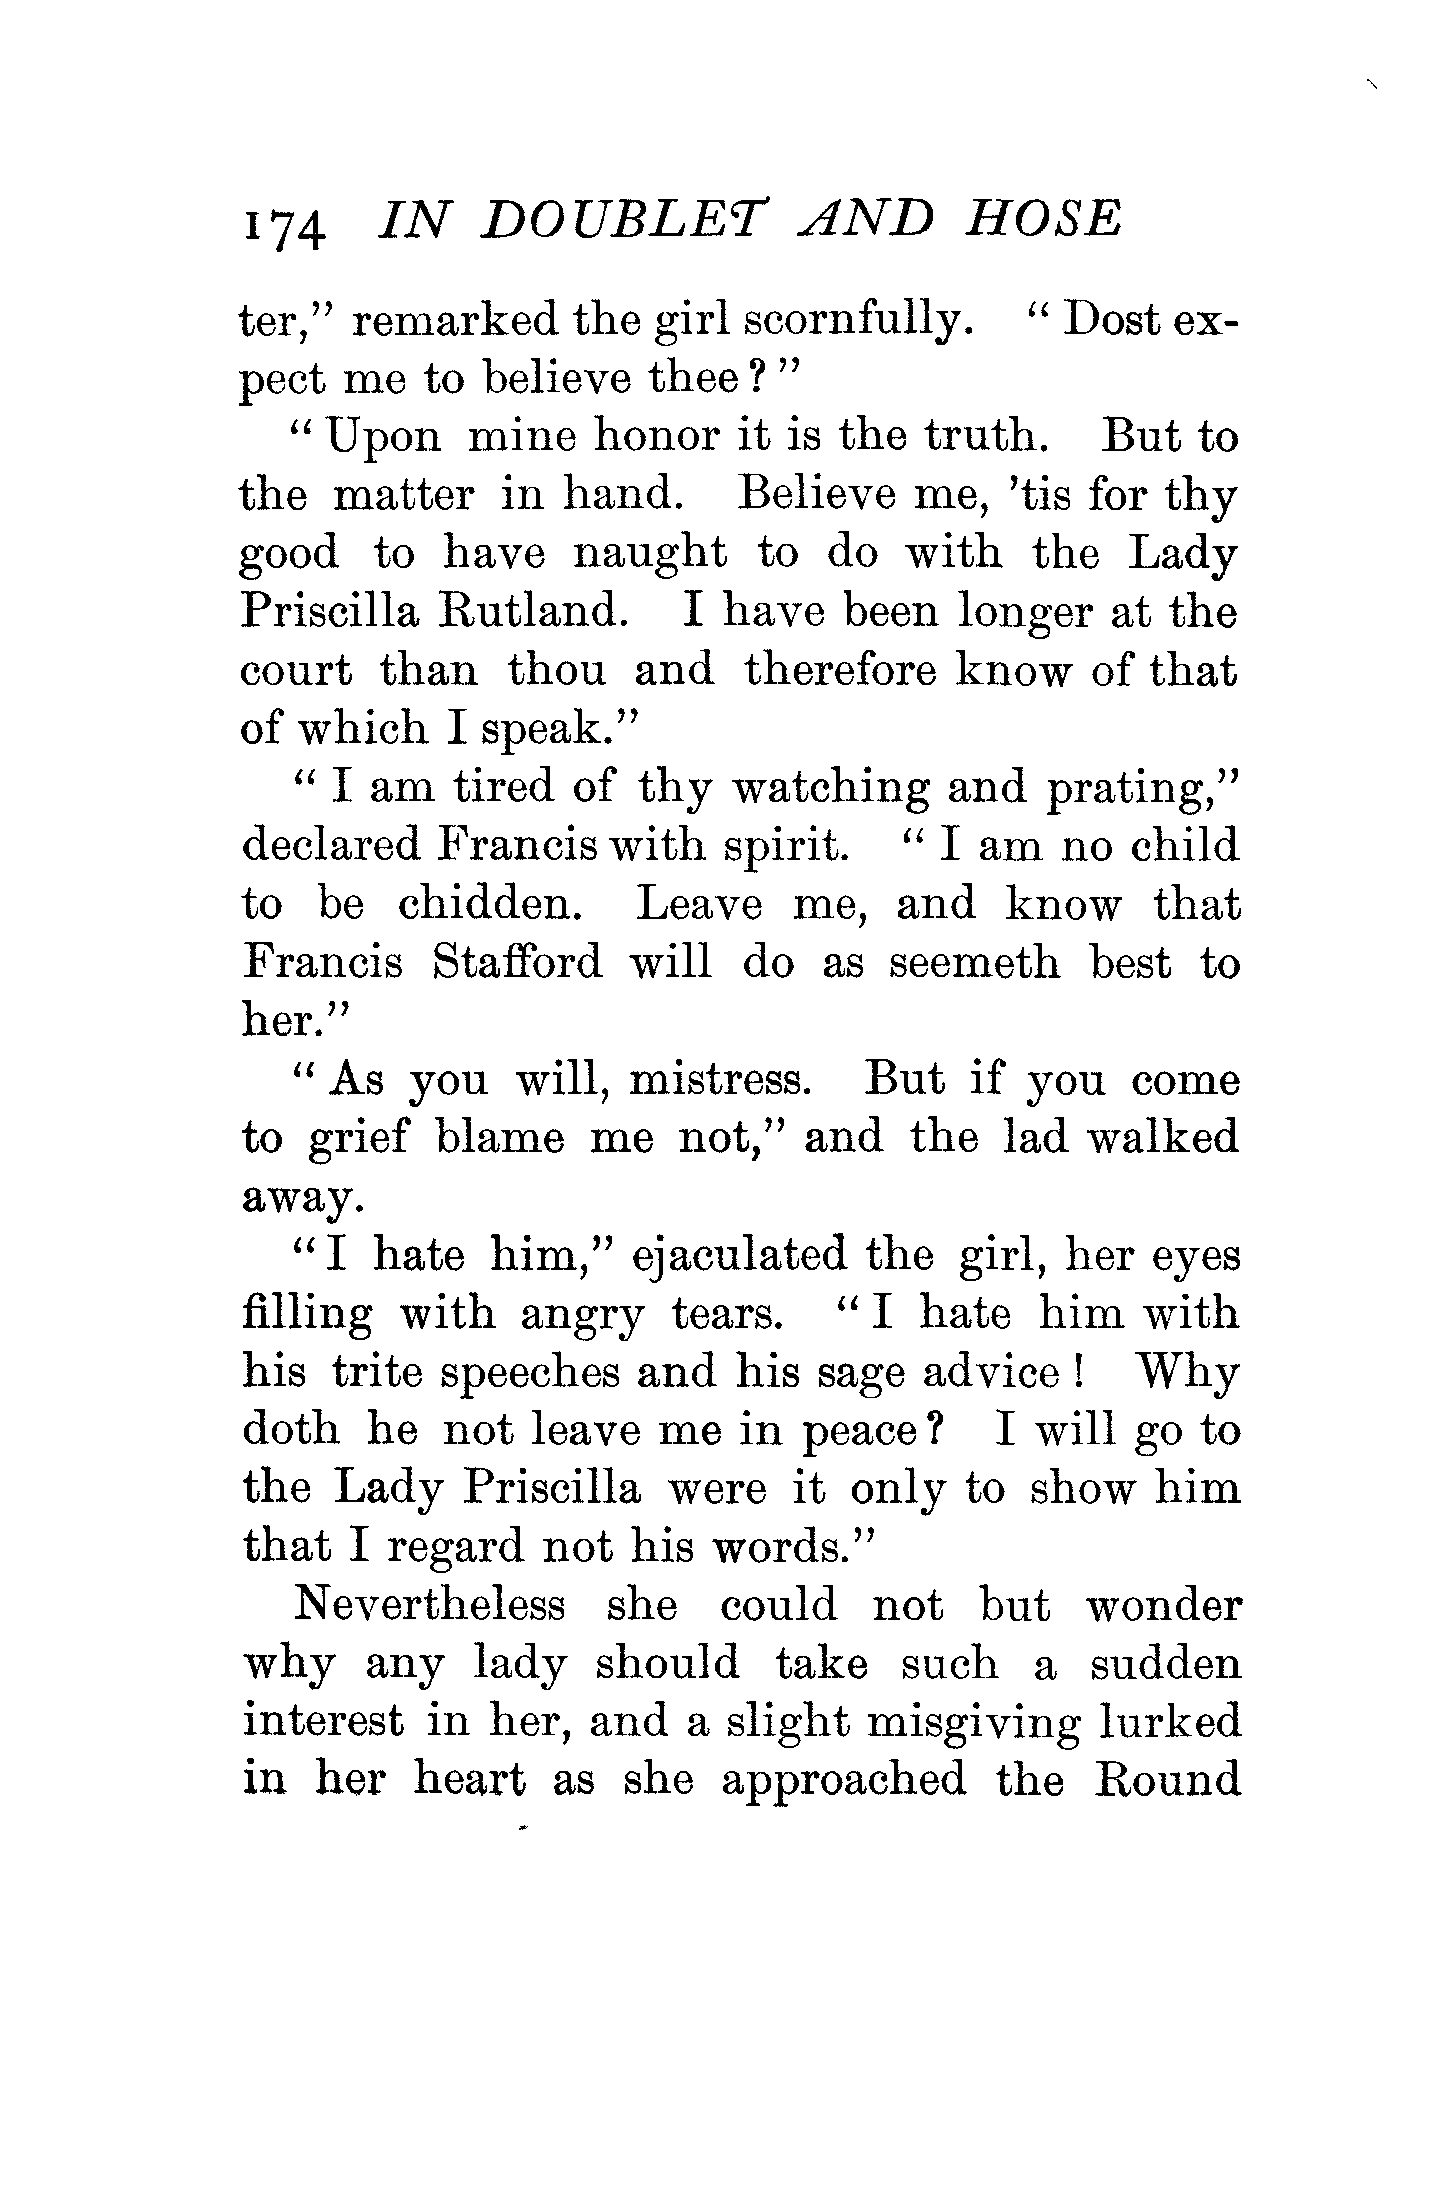 174 IN DOUBLET AND HOSE
ter," remarked the girl scornfully. "Dost ex-
pect me to believe thee?"
"Upon mine honor it is the truth. But to
the matter in hand. Believe me, 'tis for thy
good to have naught to do with the Lady
Priscilla Rutland. I have been longer at the
court than thou and therefore know of that
of which I speak."
"I am tired of thy watching and prating,"
declared Francis with spirit. "I am no child
to be chidden. Leave me, and know that
Francis Stafford will do as seemeth best to
her."
"As you will, mistress. But if you come
to grief blame me not," and the lad walked
away.
"I hate him," ejaculated the girl, her eyes
filling with angry tears. "I hate him with
his trite speeches and his sage advice! Why
doth he not leave me in peace? I will go to
the Lady Priscilla were it only to show him
that I regard not his words."
Nevertheless she could not but wonder
why any lady should take such a sudden
interest in her, and a slight misgiving lurked
in her heart as she approached the Round